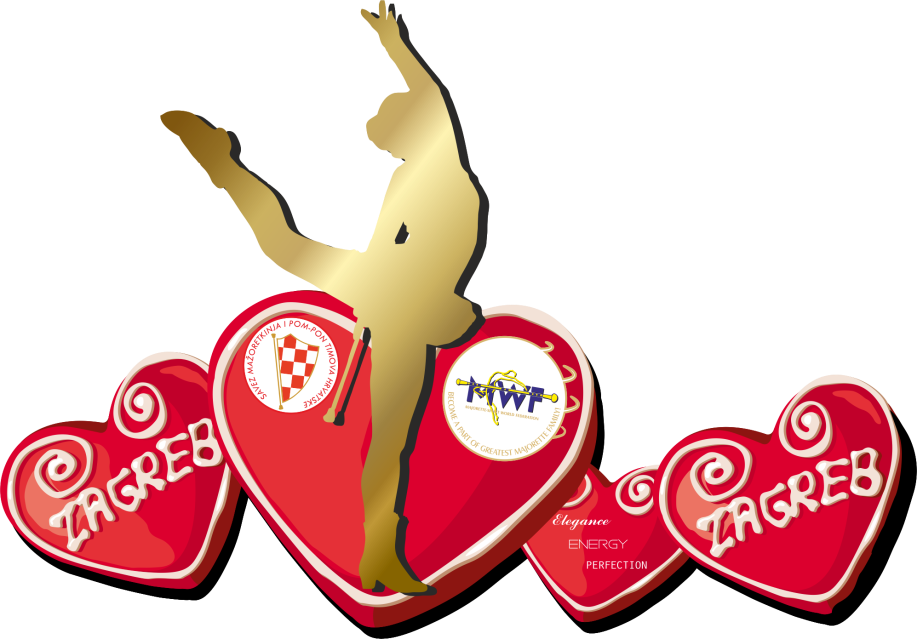 SAVEZ MAŽORETKINJA I POM-PON TIMOVA HRVATSKE
MWF
BECOME A PART OF GREATEST MAJORETTE FAMILY!
ZAGREB
ZAGREB
Elegance
ENERGY
PERFECTION